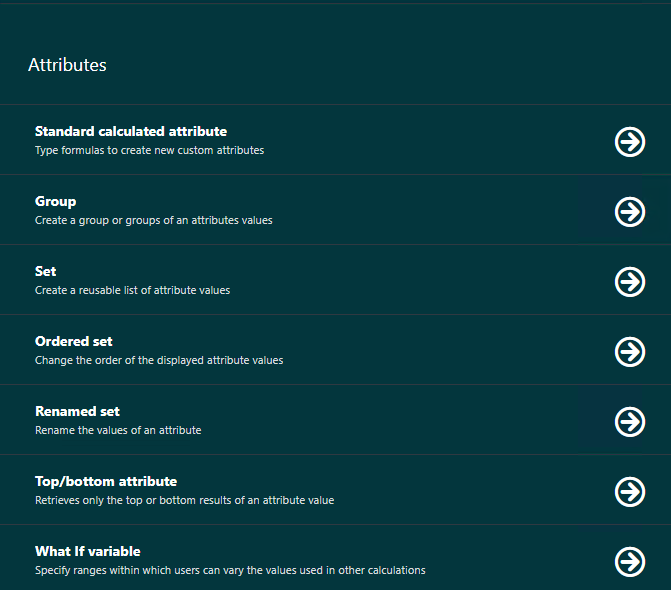 Attributes
Standard calculated attribute
Type formulas to create new custom attributes
Group
Create a group or groups of an attributes values
Set
Create a reusable list of attribute values
Ordered set
Change the order of the displayed attribute values
Renamed set
Rename the values of an attribute
Top/bottom attribute
Retrieves only the top or bottom results of an attribute value
What If variable
Specify ranges within which users can vary the values used in other calculations